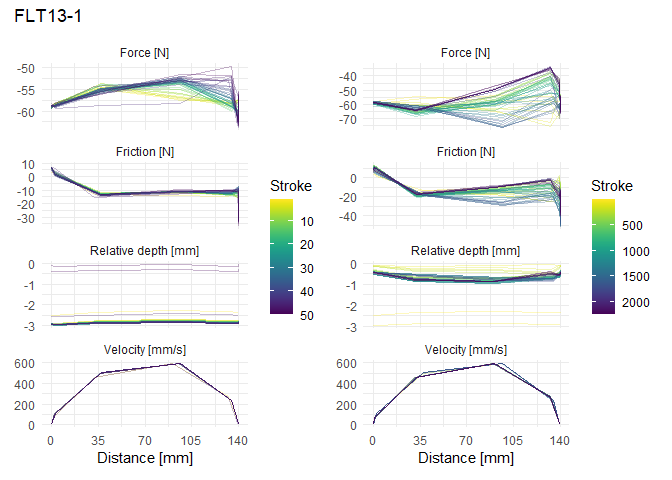 FLT13-1
Force [N]
-50
-55
-60
Friction [N]
10
0
-10
-20
-30
Relative depth [mm]
0
-1
-2
-3
Velocity [mm/s]
600
400
200
0
0 35 70 105 140
Distance [mm]
Stroke
10
20
30
40
50
Force [N]
-40
-50
-60
-70
Friction [N]
0
-20
-40
Relative depth [mm]
0
-1
-2
-3
Velocity [mm/s]
600
400
200
0
0 35 70 105 140
Distance [mm]
Stroke
500
1000
1500
2000